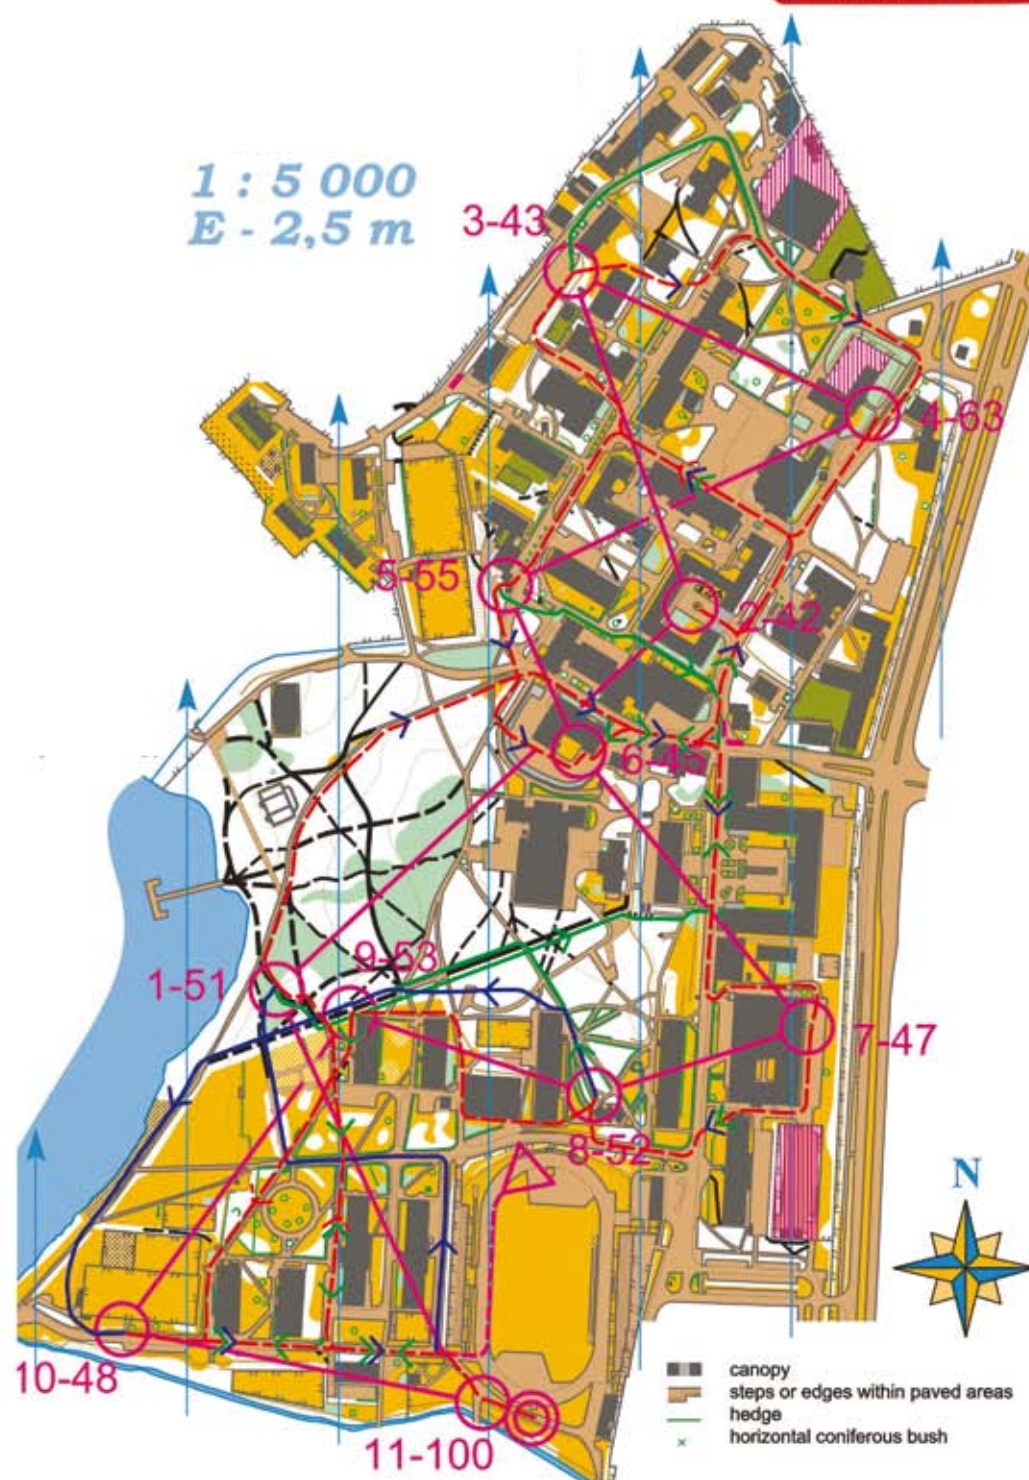 1 : 5 000
E - 2,5 m
3-43
4-63
5-55
2-42
6-45
1-51
9-53
7-47
8-52
N
10-48
11-100
canopy
steps or edges within paved areas
hedge
horizontal coniferous bush